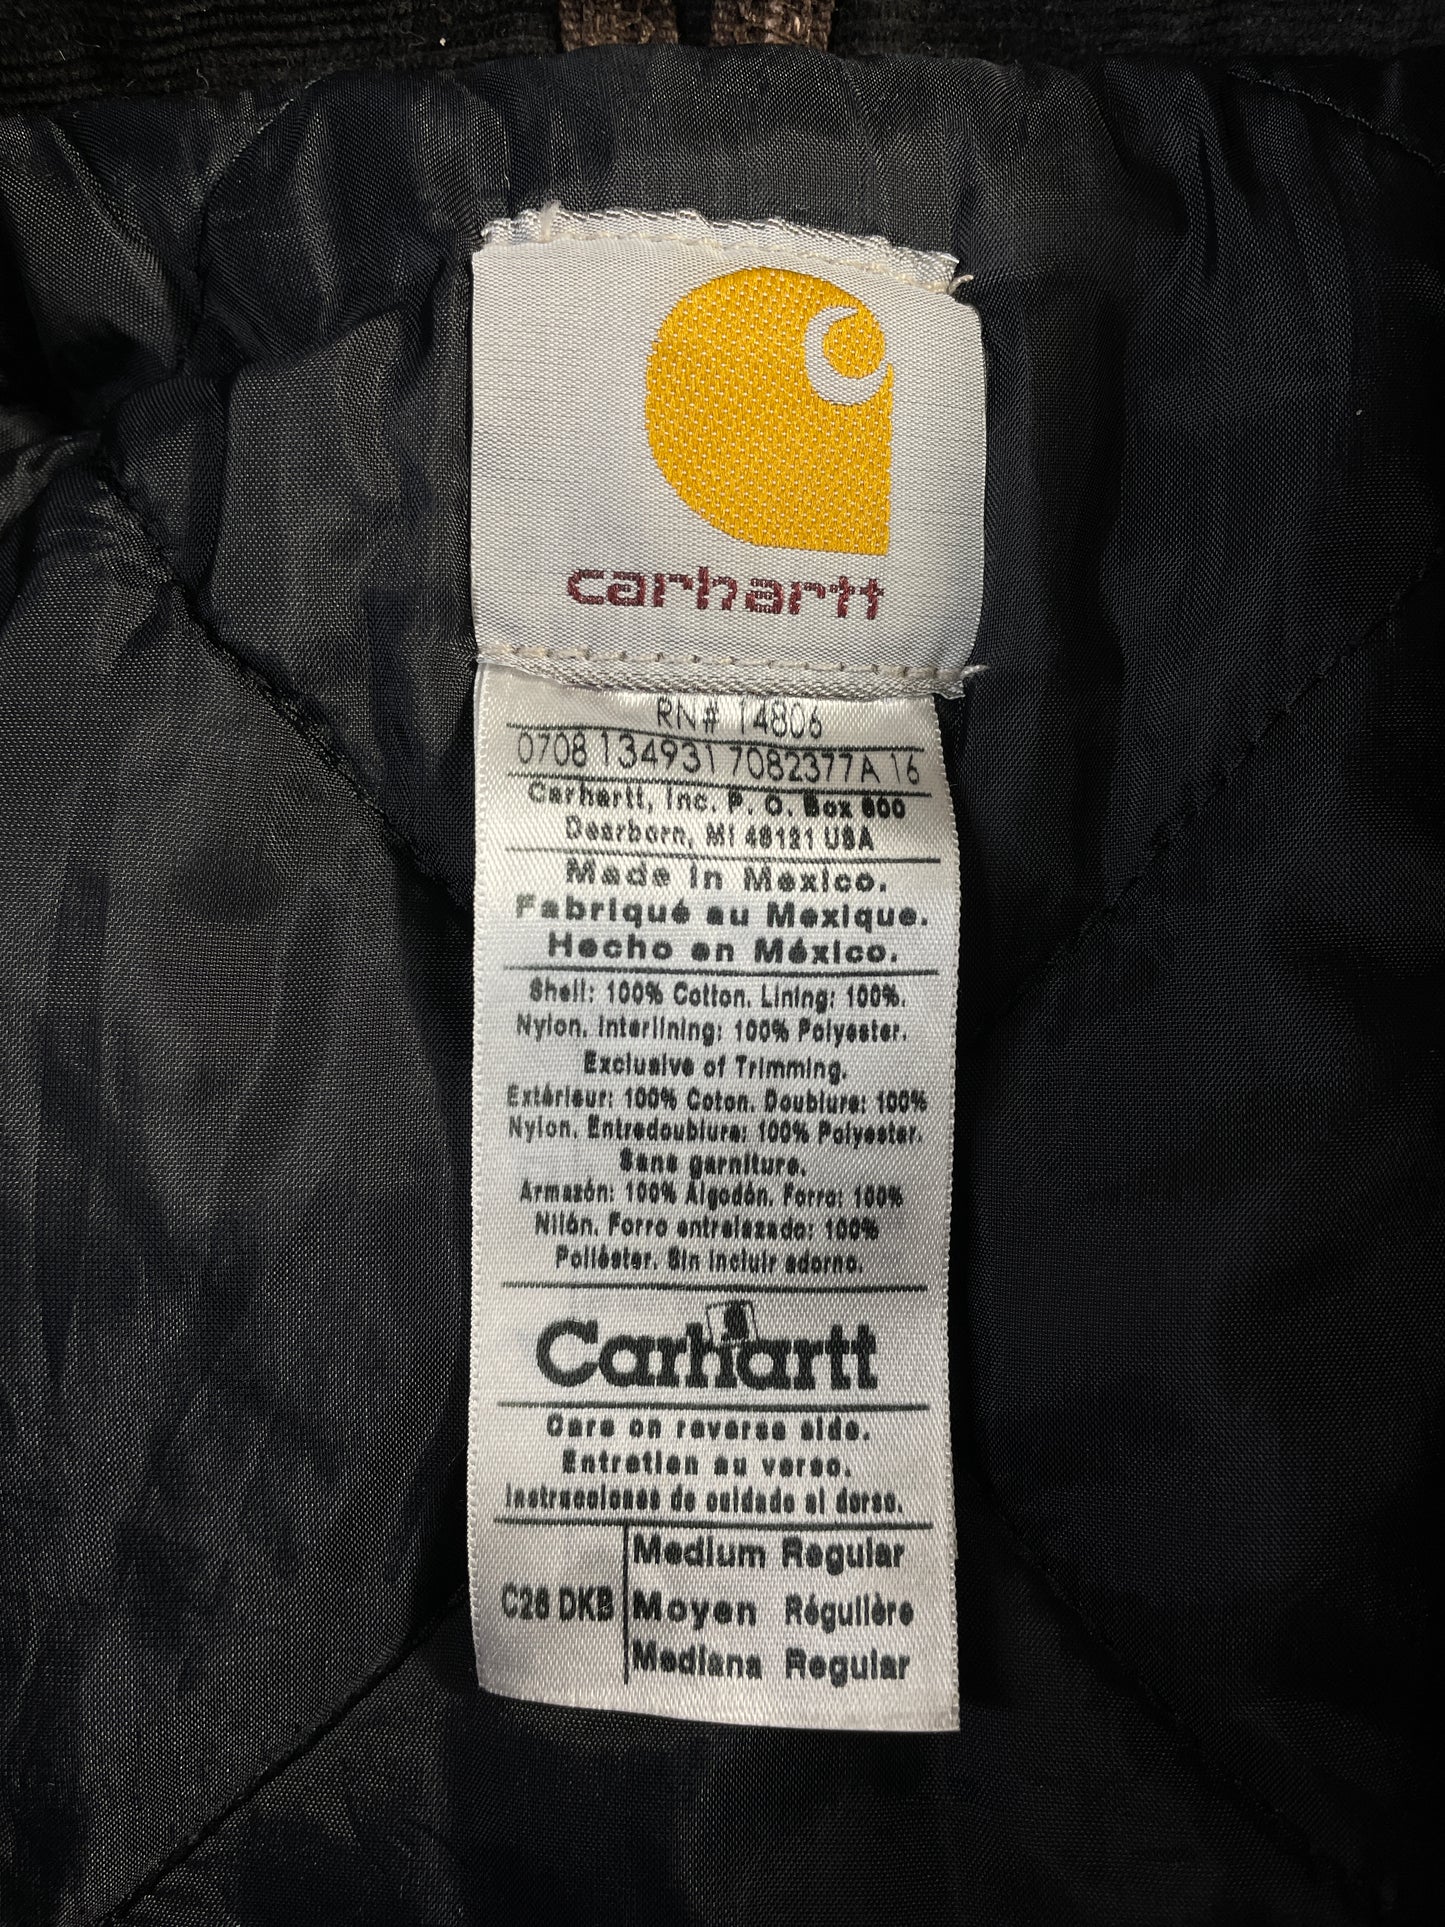 carhartt
RN# 14806
0708 134931 7082377A 16
Carhartt, Inc. P. O. Box 600
Dearborn, MI 48121 USA
Made in Mexico.
Fabriqué au Mexique.
Hecho en México.
Shell: 100% Cotton. Lining: 100%.
Nylon. Interlining: 100% Polyester.
Exclusive of Trimming.
Extérieur: 100% Coton. Doublure: 100%
Nylon. Entredoublure: 100% Polyester.
Sans garniture.
Armazón: 100% Algodón. Forro: 100%
Nilón. Forro entrelazado: 100%
Poliéster. Sin incluir adorno.
Carhartt
Care on reverse side.
Entretien au verso.
Instrucciones de cuidado al dorso.
Medium Regular
C26 DKB Moyen Régulière
Mediana Regular